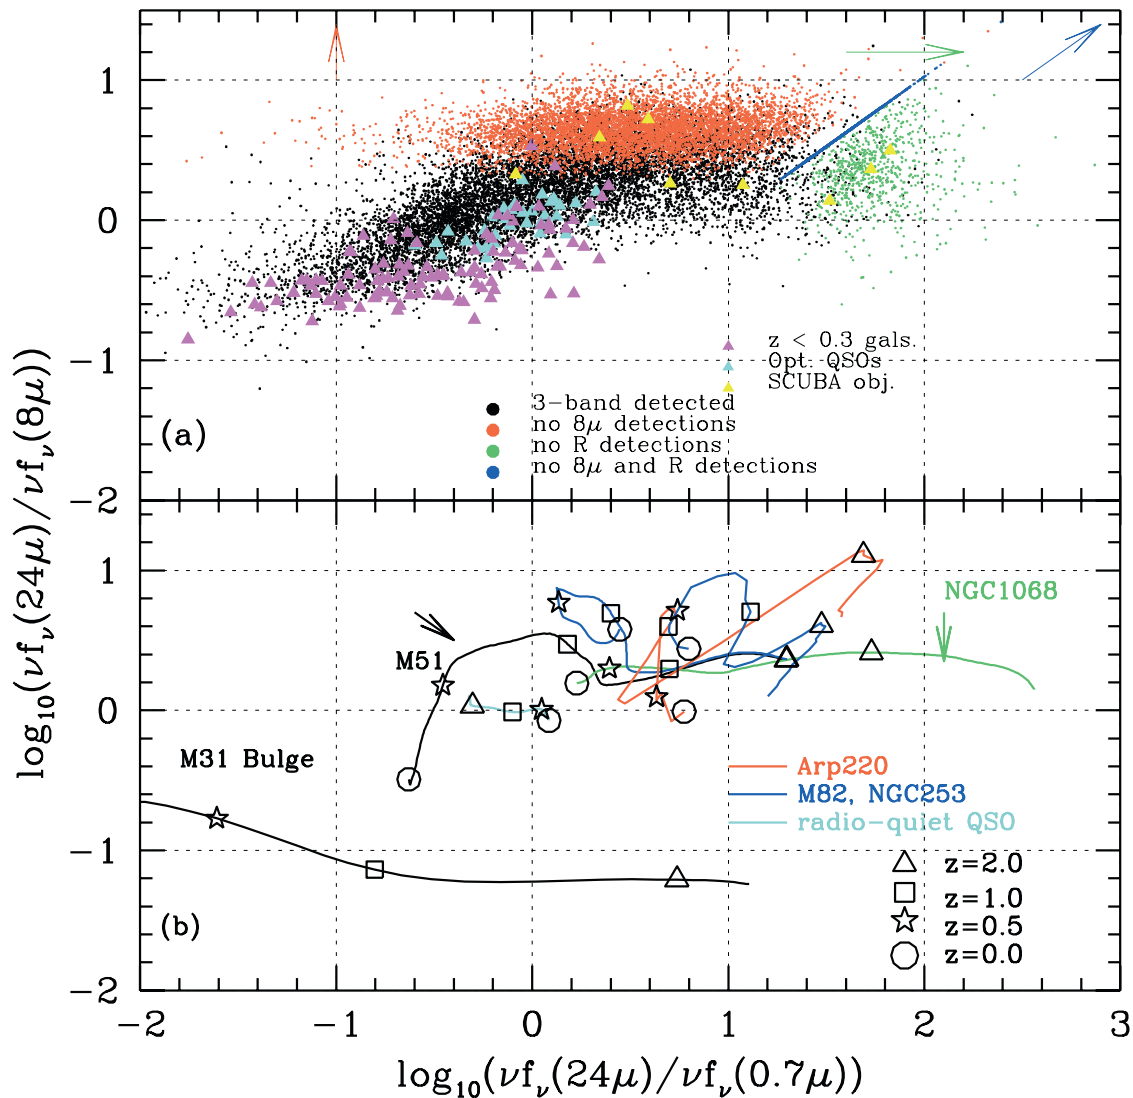 1
0
−1
−2
log10(νfν(24μ)/νfν(8μ))
z < 0.3 gals.
Opt. QSOs
SCUBA obj.
3−band detected
no 8μ detections
no R detections
no 8μ and R detections
(a)
1
0
−1
−2
NGC1068
M51
M31 Bulge
Arp220
M82, NGC253
radio−quiet QSO
z=2.0
z=1.0
z=0.5
z=0.0
(b)
−2 −1 0 1 2 3
log10(νfν(24μ)/νfν(0.7μ))